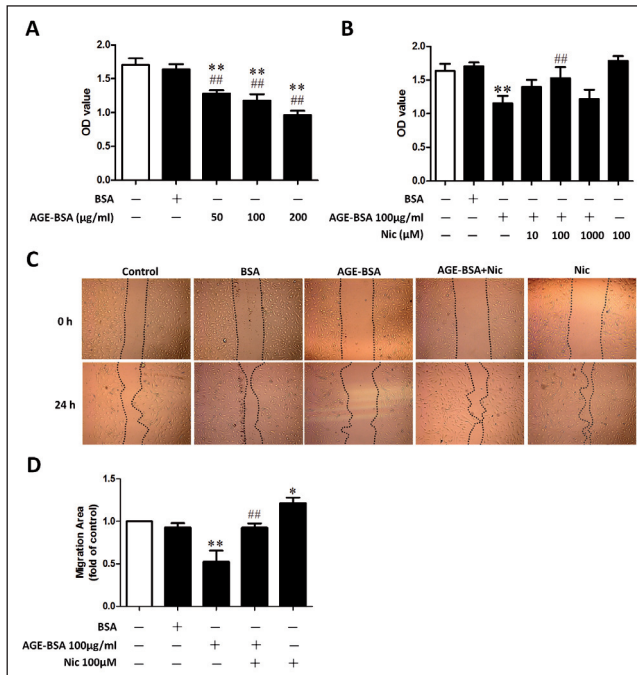 A
OD value
2.0
1.5
1.0
0.5
0.0
** ** **
## ## ##
BSA — + — — —
AGE-BSA (µg/ml) — — 50 100 200
B
OD value
2.0
1.5
1.0
0.5
0.0
** ##
BSA — + — — — — —
AGE-BSA 100µg/ml — — + + + + —
Nic (µM) — — — 10 100 1000 100
C
Control BSA AGE-BSA AGE-BSA+Nic Nic
0 h
24 h
D
Migration Area
(fold of control)
1.5
1.0
0.5
0.0
** ## *
BSA — + — — —
AGE-BSA 100µg/ml — — + + —
Nic 100µM — — — + +